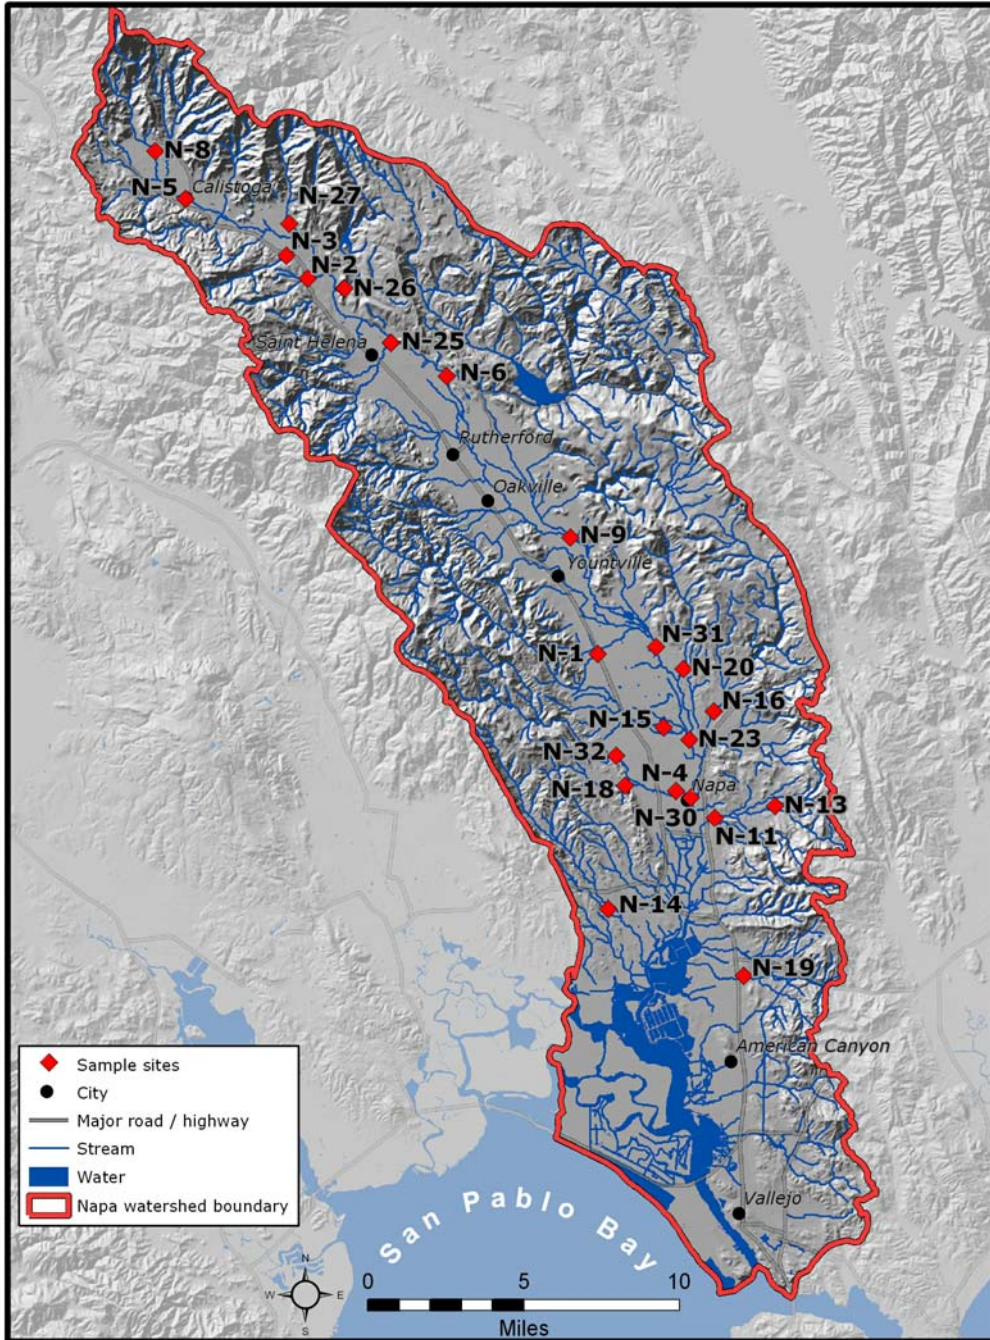 N-8
N-5
Calistoga
N-27
N-3
N-2
N-26
Saint Helena
N-25
N-6
Rutherford
Oakville
N-9
Yountville
N-31
N-1
N-20
N-16
N-15
N-23
N-32
N-4
Napa
N-18
N-30
N-13
N-11
N-14
N-19
American Canyon
Vallejo
San Pablo Bay
Sample sites
City
Major road / highway
Stream
Water
Napa watershed boundary
N
W
E
S
0 5 10
Miles